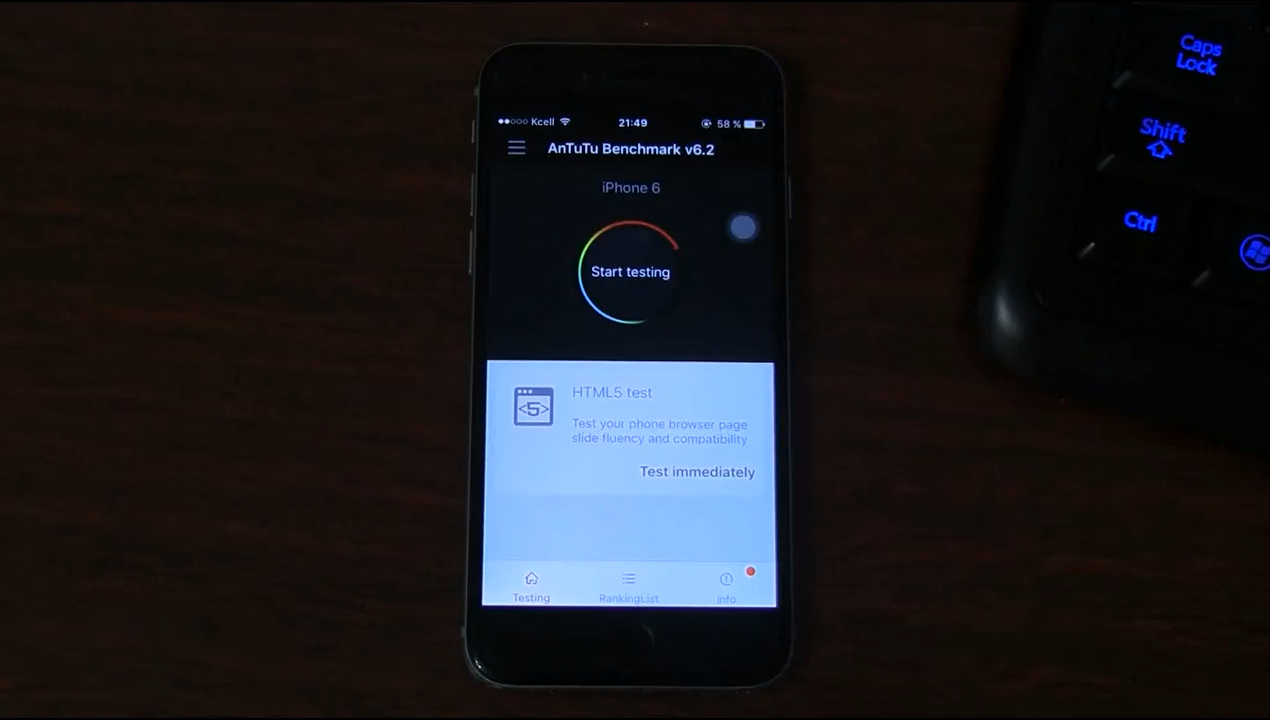 Kcell 21:49 58 %
AnTuTu Benchmark v6.2
iPhone 6
Start testing
HTML5 test
<5>
Test your phone browser page
slide fluency and compatibility
Test immediately
Testing RankingList Info
Caps
Lock
Shift
Ctrl